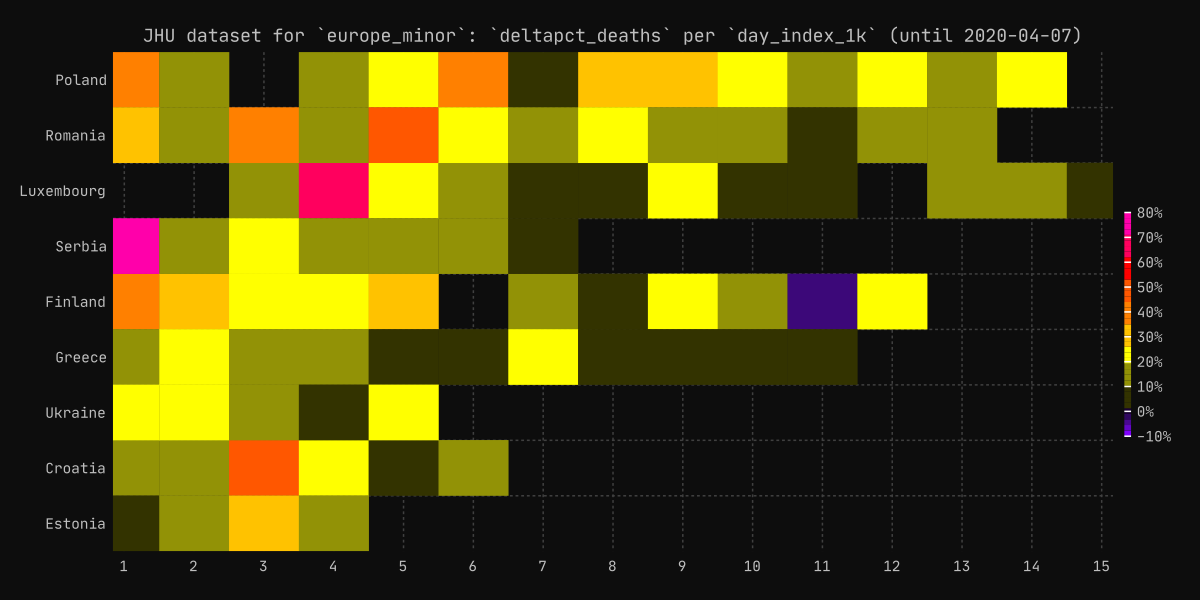 JHU dataset for `europe_minor`: `deltapct_deaths` per `day_index_1k` (until 2020-04-07)
Poland
Romania
Luxembourg
Serbia
Finland
Greece
Ukraine
Croatia
Estonia
1 2 3 4 5 6 7 8 9 10 11 12 13 14 15
80%
70%
60%
50%
40%
30%
20%
10%
0%
-10%